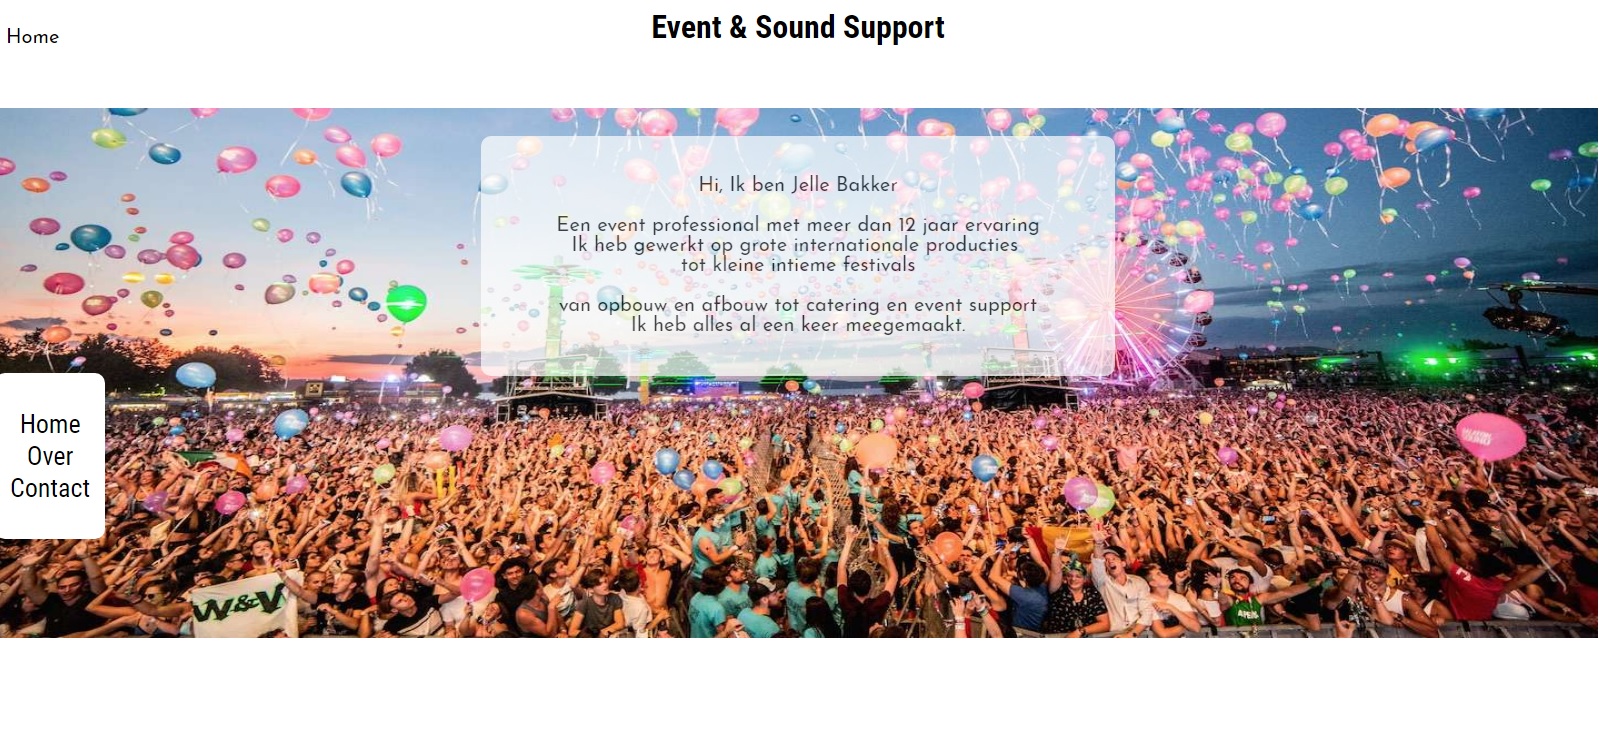 Event & Sound Support
Home
Hi, Ik ben Jelle Bakker
Een event professional met meer dan 12 jaar ervaring
Ik heb gewerkt op grote internationale producties
tot kleine intieme festivals
van opbouw en afbouw tot catering en event support
Ik heb alles al een keer meegemaakt.
Home
Over
Contact
W&V